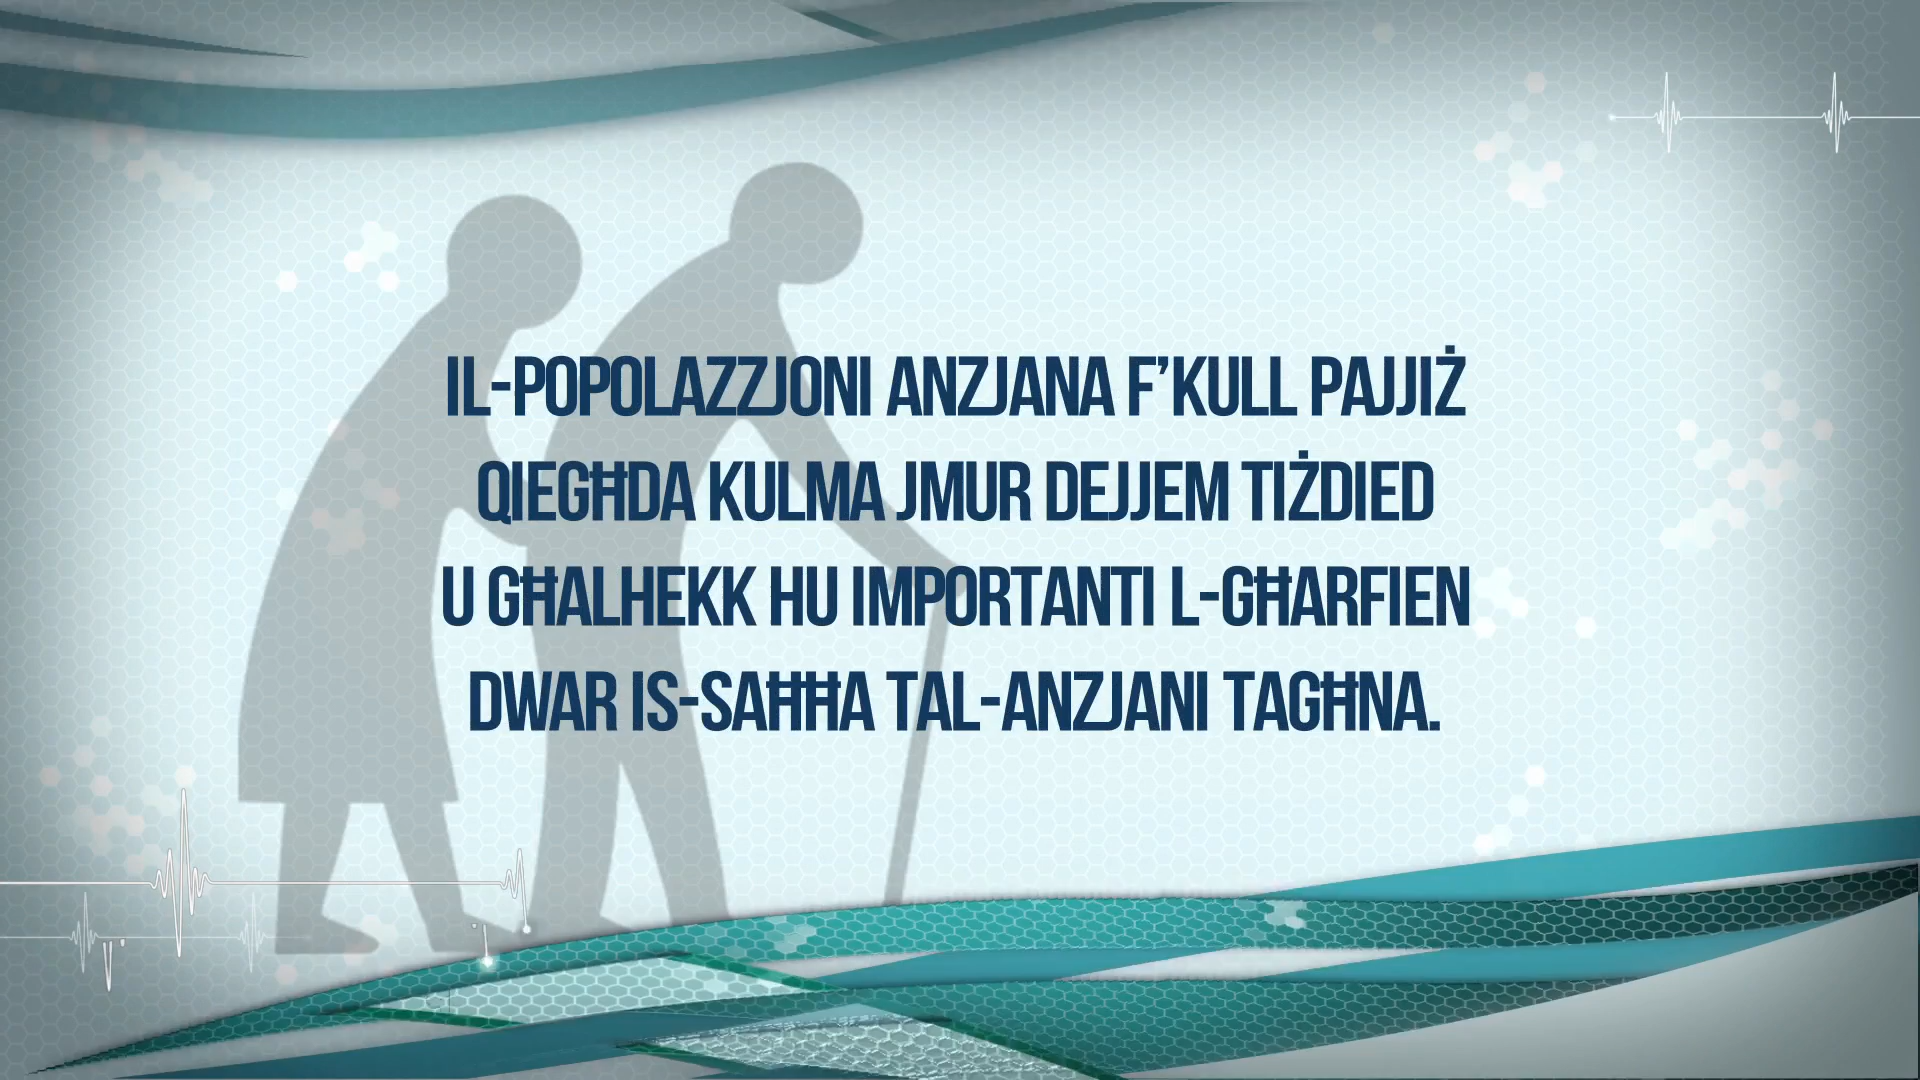 IL-POPOLAZZJONI ANZJANA F'KULL PAJJIŻ
QIEGĦDA KULMA JMUR DEJJEM TIŻDIED
U GĦALHEKK HU IMPORTANTI L-GĦARFIEN
DWAR IS-SAĦĦA TAL-ANZJANI TAGĦNA.